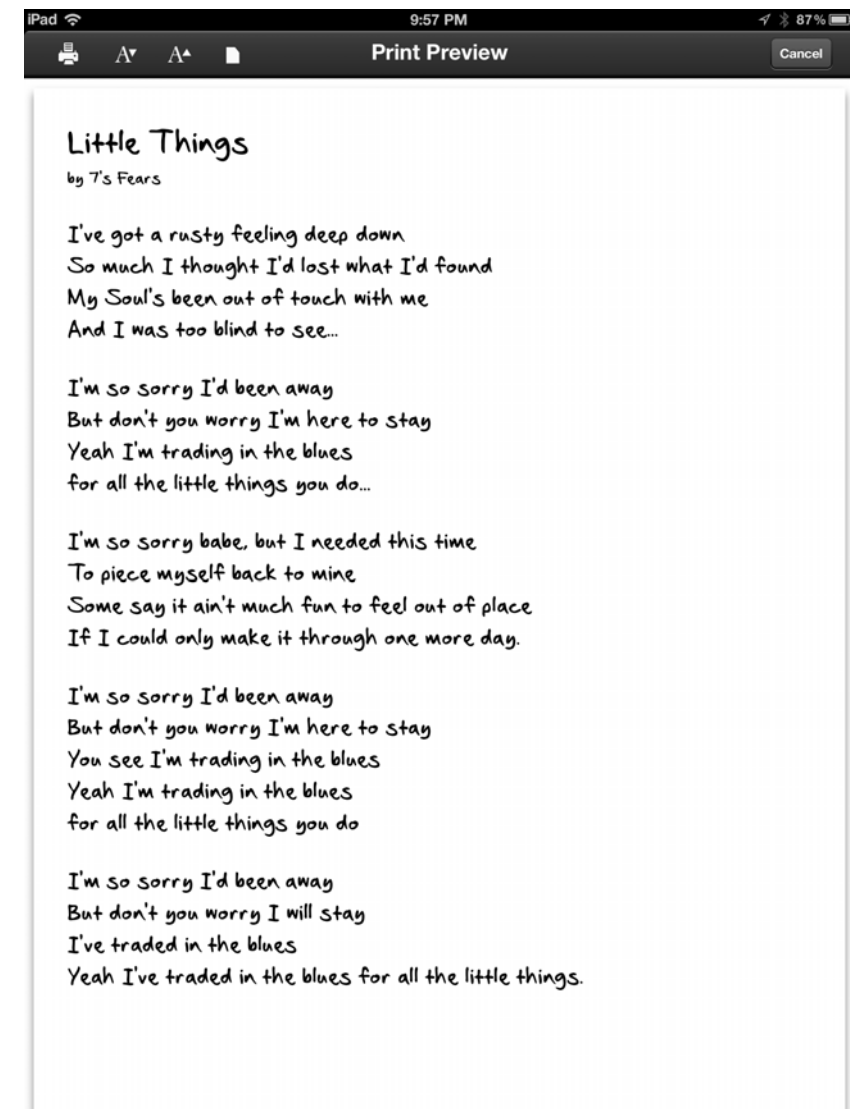 iPad 9:57 PM 87%
A A Print Preview Cancel
Little Things
by 7's Fears
I've got a rusty feeling deep down
So much I thought I'd lost what I'd found
My Soul's been out of touch with me
And I was too blind to see...
I'm so sorry I'd been away
But don't you worry I'm here to stay
Yeah I'm trading in the blues
for all the little things you do...
I'm so sorry babe, but I needed this time
To piece myself back to mine
Some say it ain't much fun to feel out of place
If I could only make it through one more day.
I'm so sorry I'd been away
But don't you worry I'm here to stay
You see I'm trading in the blues
Yeah I'm trading in the blues
for all the little things you do
I'm so sorry I'd been away
But don't you worry I will stay
I've traded in the blues
Yeah I've traded in the blues for all the little things.